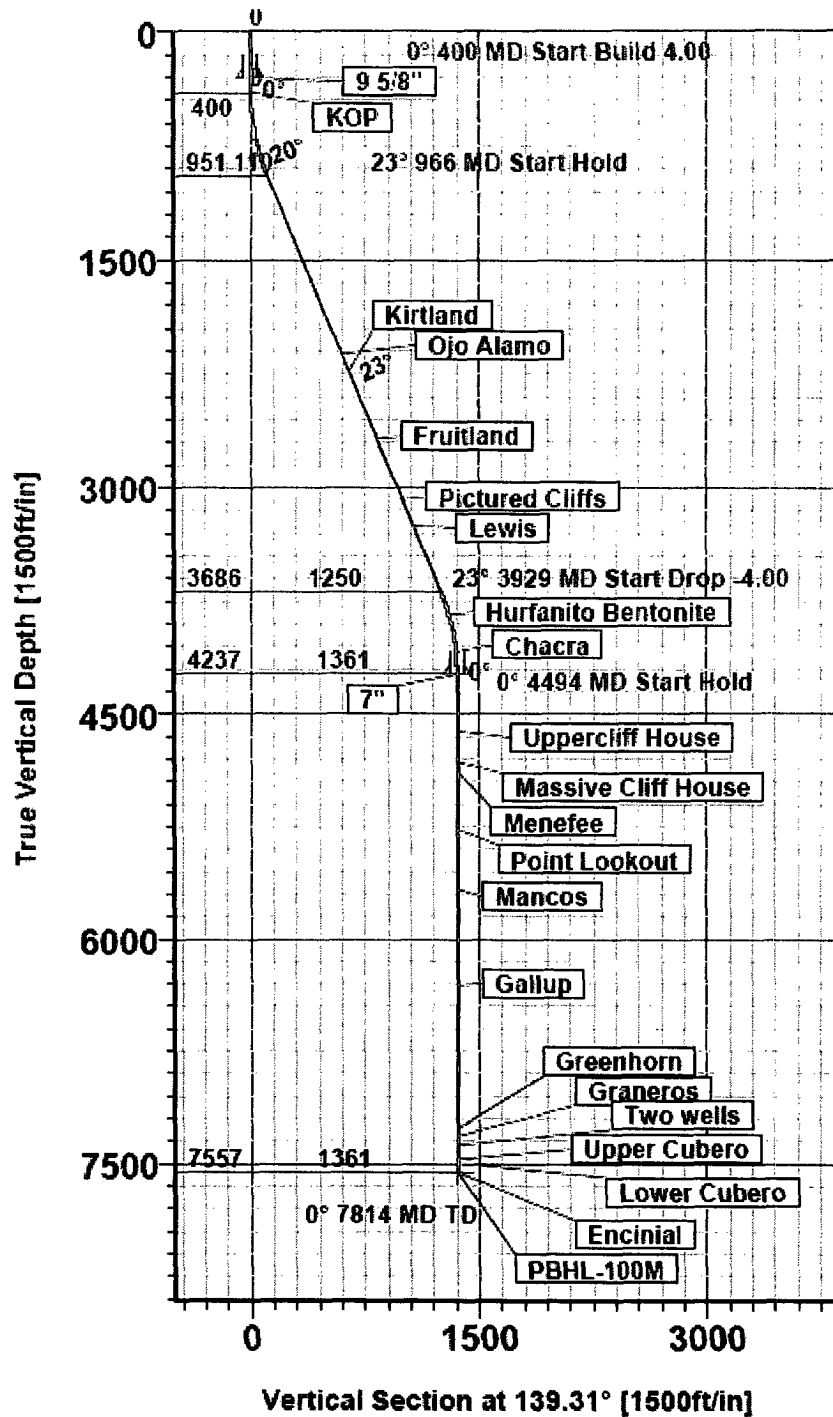 0
0
0° 400 MD Start Build 4.00
9 5/8"
0°
400
KOP
20°
951 110
23° 966 MD Start Hold
1500
Kirtland
Ojo Alamo
23°
Fruitland
3000
Pictured Cliffs
Lewis
3686 1250
23° 3929 MD Start Drop -4.00
Hurfanito Bentonite
Chacra
4237 1361
0°
0° 4494 MD Start Hold
7"
4500
Uppercliff House
Massive Cliff House
Menefee
Point Lookout
Mancos
6000
Gallup
Greenhorn
Graneros
Two wells
Upper Cubero
7500
7557 1361
Lower Cubero
0° 7814 MD TD
Encinial
PBHL-100M
0 1500 3000
True Vertical Depth [1500ft/in]
Vertical Section at 139.31° [1500ft/in]